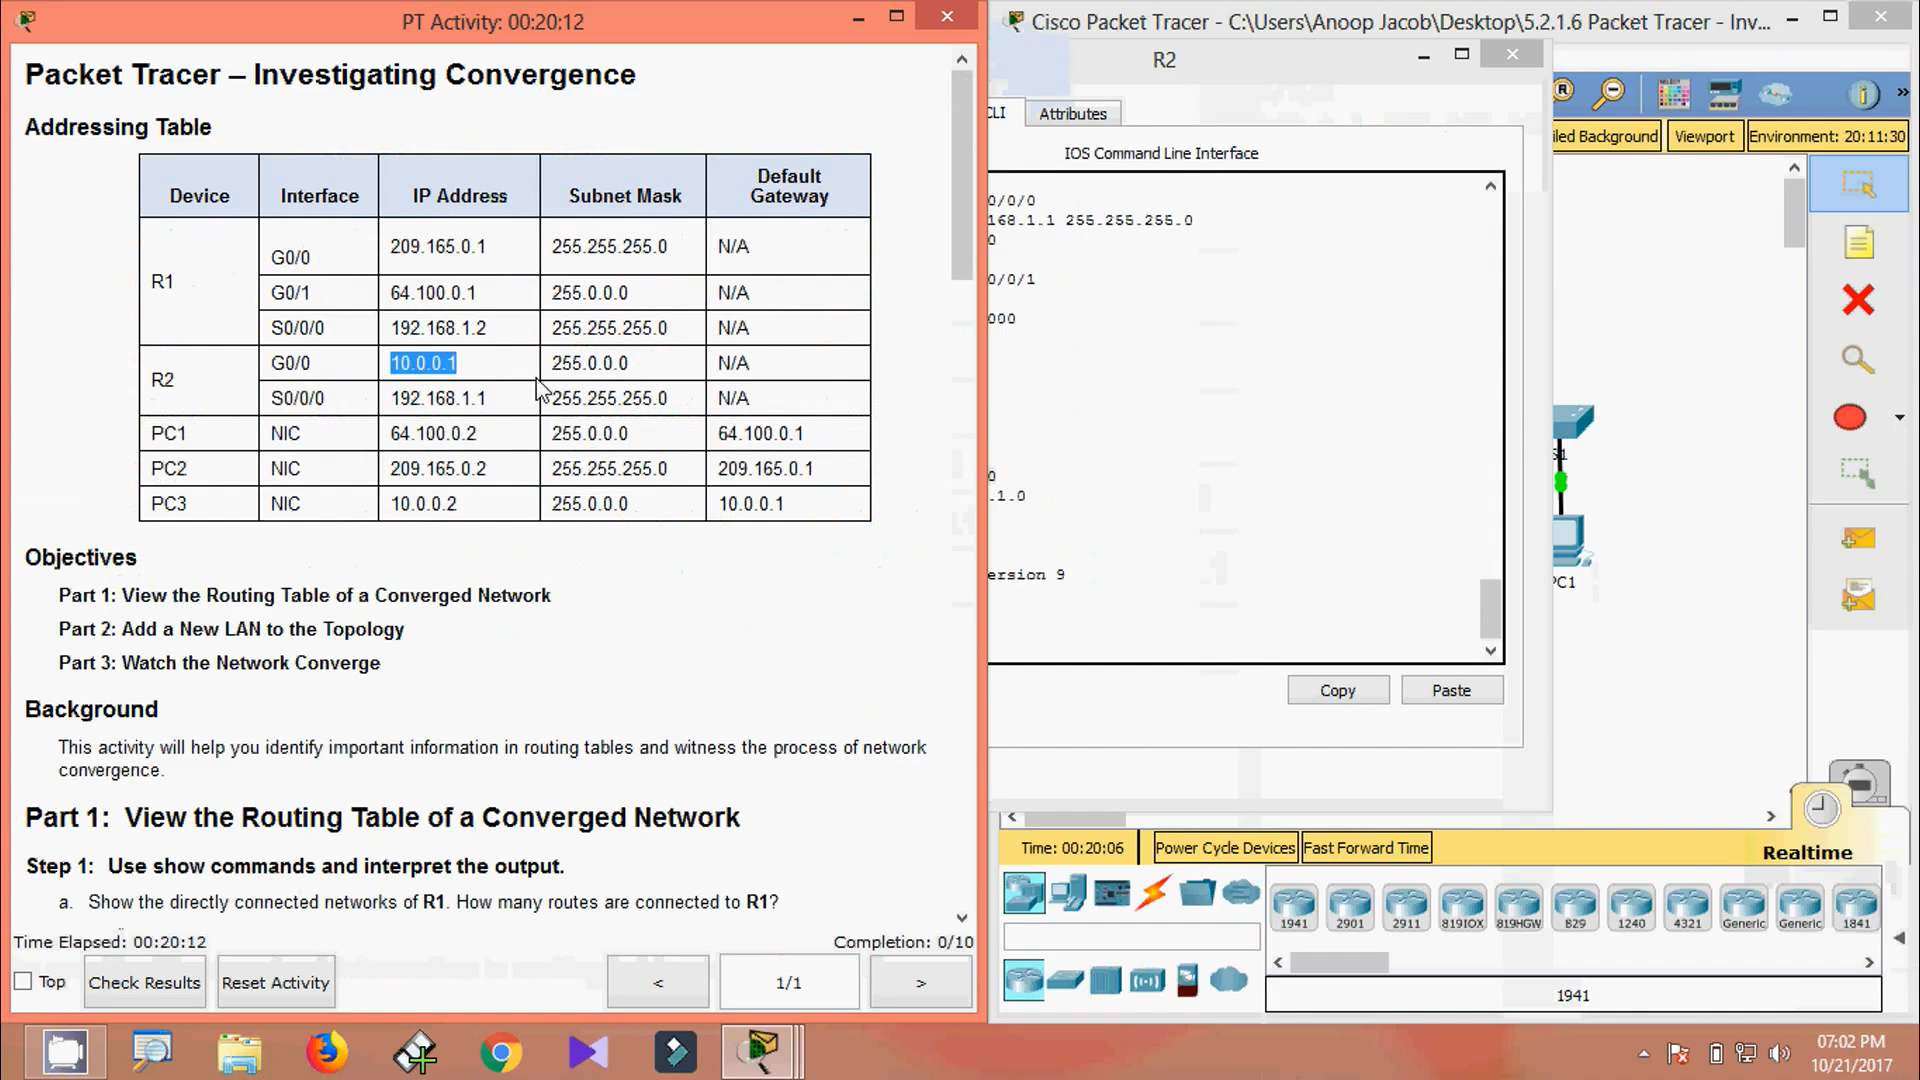 PT Activity: 00:20:12
Packet Tracer – Investigating Convergence
Addressing Table
Device Interface IP Address Subnet Mask Default Gateway
R1 G0/0 209.165.0.1 255.255.255.0 N/A
G0/1 64.100.0.1 255.0.0.0 N/A
S0/0/0 192.168.1.2 255.255.255.0 N/A
R2 G0/0 10.0.0.1 255.0.0.0 N/A
S0/0/0 192.168.1.1 255.255.255.0 N/A
PC1 NIC 64.100.0.2 255.0.0.0 64.100.0.1
PC2 NIC 209.165.0.2 255.255.255.0 209.165.0.1
PC3 NIC 10.0.0.2 255.0.0.0 10.0.0.1
Objectives
Part 1: View the Routing Table of a Converged Network
Part 2: Add a New LAN to the Topology
Part 3: Watch the Network Converge
Background
This activity will help you identify important information in routing tables and witness the process of network
convergence.
Part 1: View the Routing Table of a Converged Network
Step 1: Use show commands and interpret the output.
a. Show the directly connected networks of R1. How many routes are connected to R1?
Time Elapsed: 00:20:12 Completion: 0/10
Top Check Results Reset Activity < 1/1 >
Cisco Packet Tracer - C:\Users\Anoop Jacob\Desktop\5.2.1.6 Packet Tracer - Inv...
R2
CLI Attributes
IOS Command Line Interface
0/0/0
168.1.1 255.255.255.0
0
0/0/1
000
0
.1.0
ersion 9
Copy Paste
iled Background Viewport Environment: 20:11:30
S1
PC1
Time: 00:20:06 Power Cycle Devices Fast Forward Time
Realtime
1941 2901 2911 819IOX 819HGW 829 1240 4321 Generic Generic 1841
1941
07:02 PM
10/21/2017